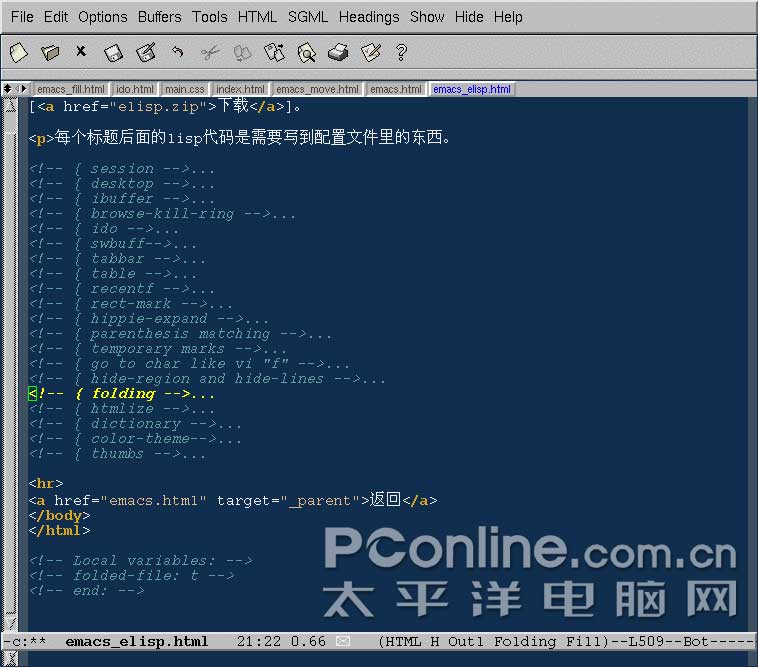 File Edit Options Buffers Tools HTML SGML Headings Show Hide Help
emacs_fill.html ido.html main.css index.html emacs_move.html emacs.html emacs_elisp.html
[<a href="elisp.zip">下载</a>]。
<p>每个标题后面的lisp代码是需要写到配置文件里的东西。
<!-- { session -->...
<!-- { desktop -->...
<!-- { ibuffer -->...
<!-- { browse-kill-ring -->...
<!-- { ido -->...
<!-- { swbuff-->...
<!-- { tabbar -->...
<!-- { table -->...
<!-- { recentf -->...
<!-- { rect-mark -->...
<!-- { hippie-expand -->...
<!-- { parenthesis matching -->...
<!-- { temporary marks -->...
<!-- { go to char like vi "f" -->...
<!-- { hide-region and hide-lines -->...
<!-- { folding -->...
<!-- { htmlize -->...
<!-- { dictionary -->...
<!-- { color-theme-->...
<!-- { thumbs -->...
<hr>
<a href="emacs.html" target="_parent">返回</a>
</body>
</html>
<!-- Local variables: -->
<!-- folded-file: t -->
<!-- end: -->
PConline.com.cn
太平洋电脑网
-c:** emacs_elisp.html 21:22 0.66 (HTML H Outl Folding Fill)--L509--Bot-----